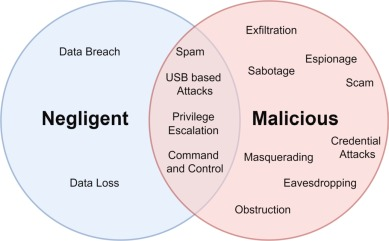 Data Breach
Negligent
Data Loss
Spam
USB based
Attacks
Privilege
Escalation
Command
and Control
Exfiltration
Espionage
Sabotage
Scam
Malicious
Credential
Attacks
Masquerading
Eavesdropping
Obstruction